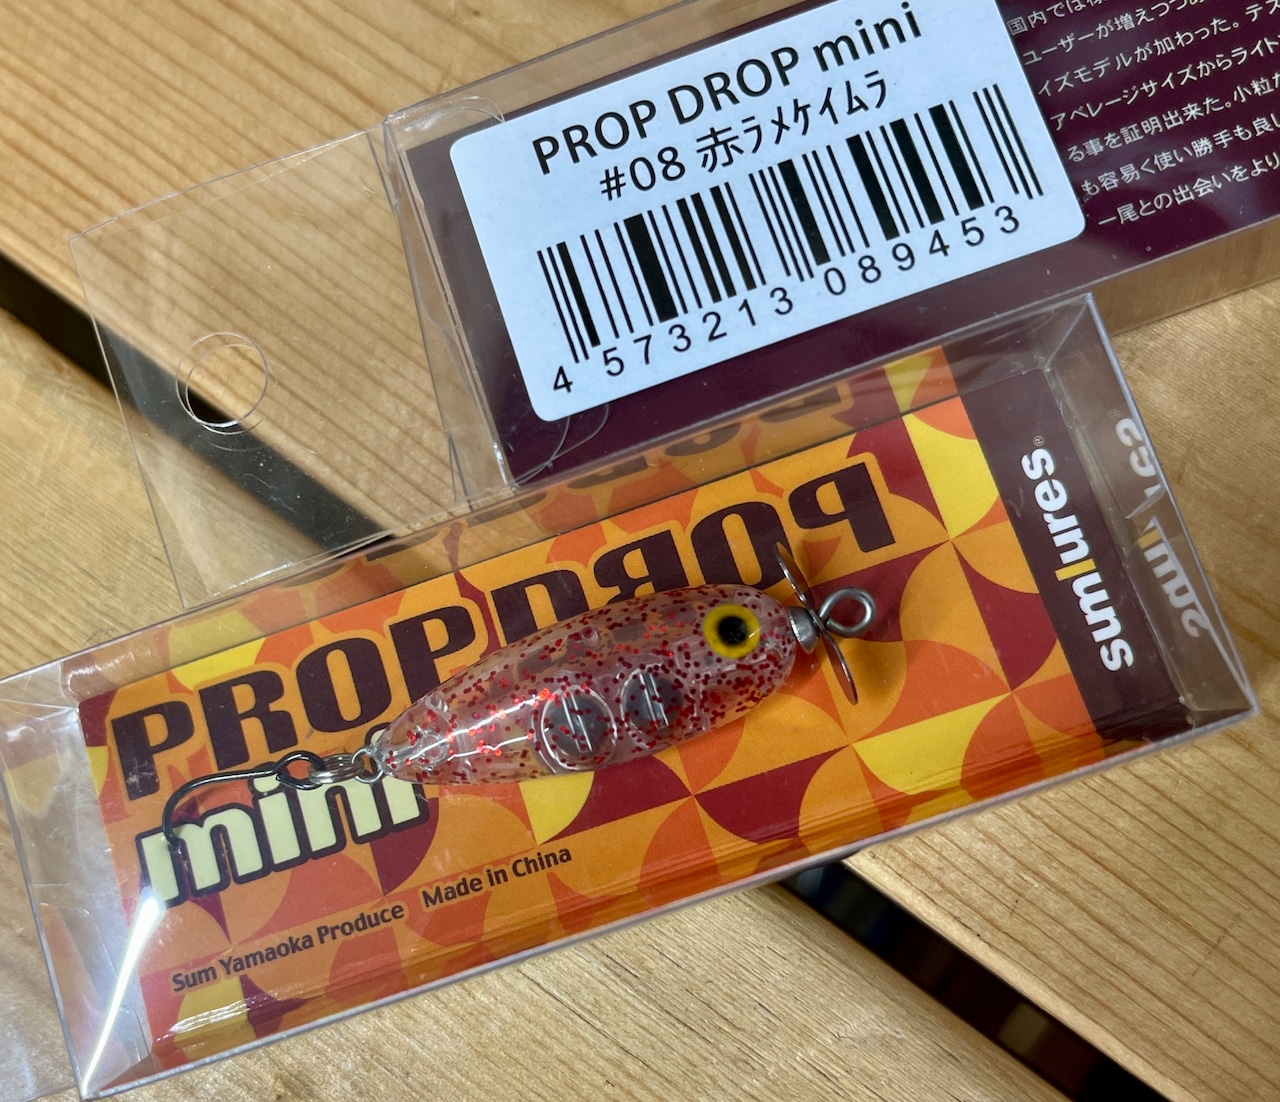 PROP DROP mini
#08 赤ラメケイムラ
4 573213 089453
ユーザーが増えつつ
イズモデルが加わった。テス
アベレージサイズからライト
る事を証明出来た。小粒
も容易く使い勝手も良い
一尾との出会いをより
PROPDROP
mini
Sum Yamaoka Produce Made in China
sumlures®